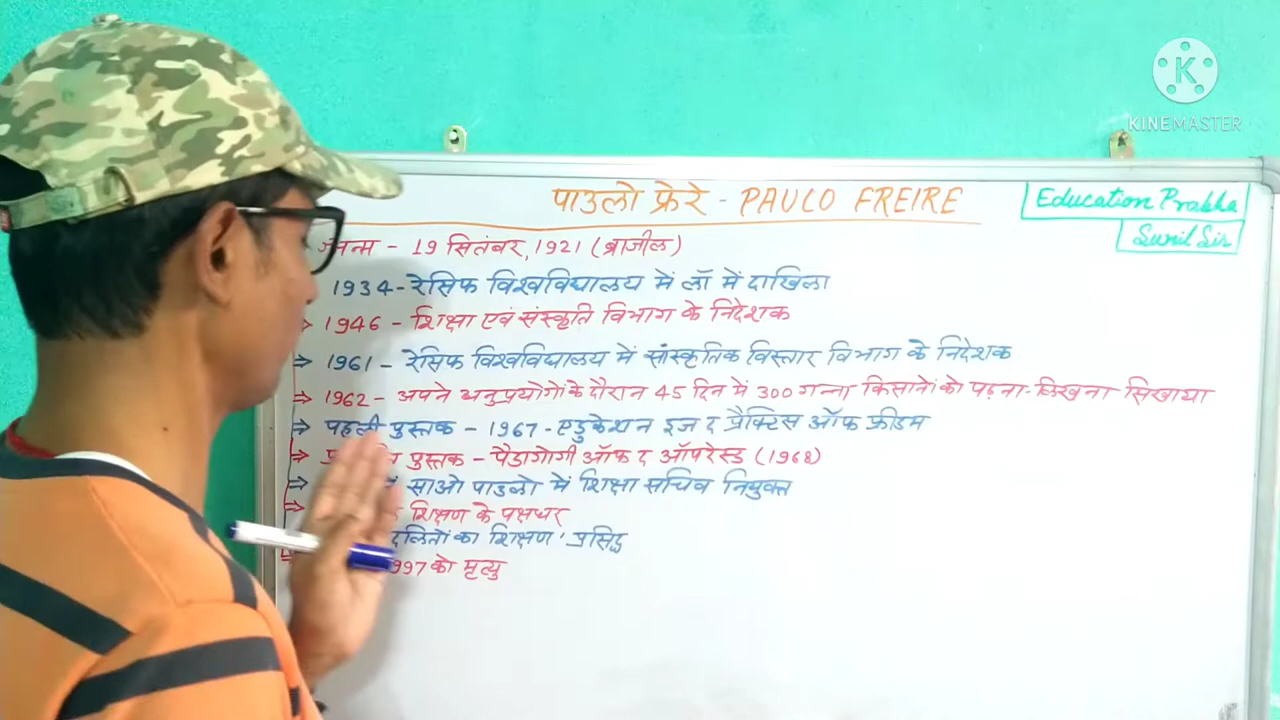 K
KINEMASTER
पाउलो फ्रेरे - PAULO FREIRE
Education Prabha
Sunil Sir
जन्म - 19 सितंबर, 1921 (ब्राजील)
1934 - रेसिफ विश्वविद्यालय में लॉ में दाखिला
⇒ 1946 - शिक्षा एवं संस्कृति विभाग के निदेशक
⇒ 1961 - रेसिफ विश्वविद्यालय में सांस्कृतिक विस्तार विभाग के निदेशक
⇒ 1962 - अपने अनुप्रयोगों के दौरान 45 दिन में 300 गन्ना किसानों को पढ़ना-लिखना सिखाया
⇒ पहली पुस्तक - 1967 - एडुकेशन इज द प्रैक्टिस ऑफ फ्रीडम
⇒ पुस्तक - पैडागोगी ऑफ द ऑपरेस्ड (1968)
⇒ साओ पाउलो में शिक्षा सचिव नियुक्त
⇒ शिक्षण के पक्षधर
दलितों का शिक्षण' प्रसिद्ध
997 को मृत्यु